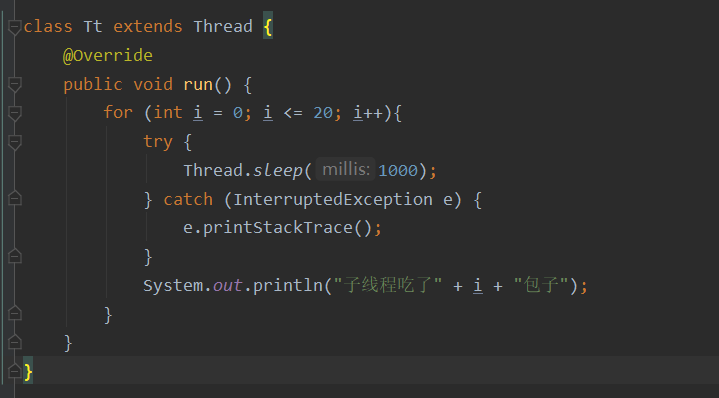 class Tt extends Thread {
    @Override
    public void run() {
        for (int i = 0; i <= 20; i++){
            try {
                Thread.sleep( millis: 1000);
            } catch (InterruptedException e) {
                e.printStackTrace();
            }
            System.out.println("子线程吃了" + i + "包子");
        }
    }
}